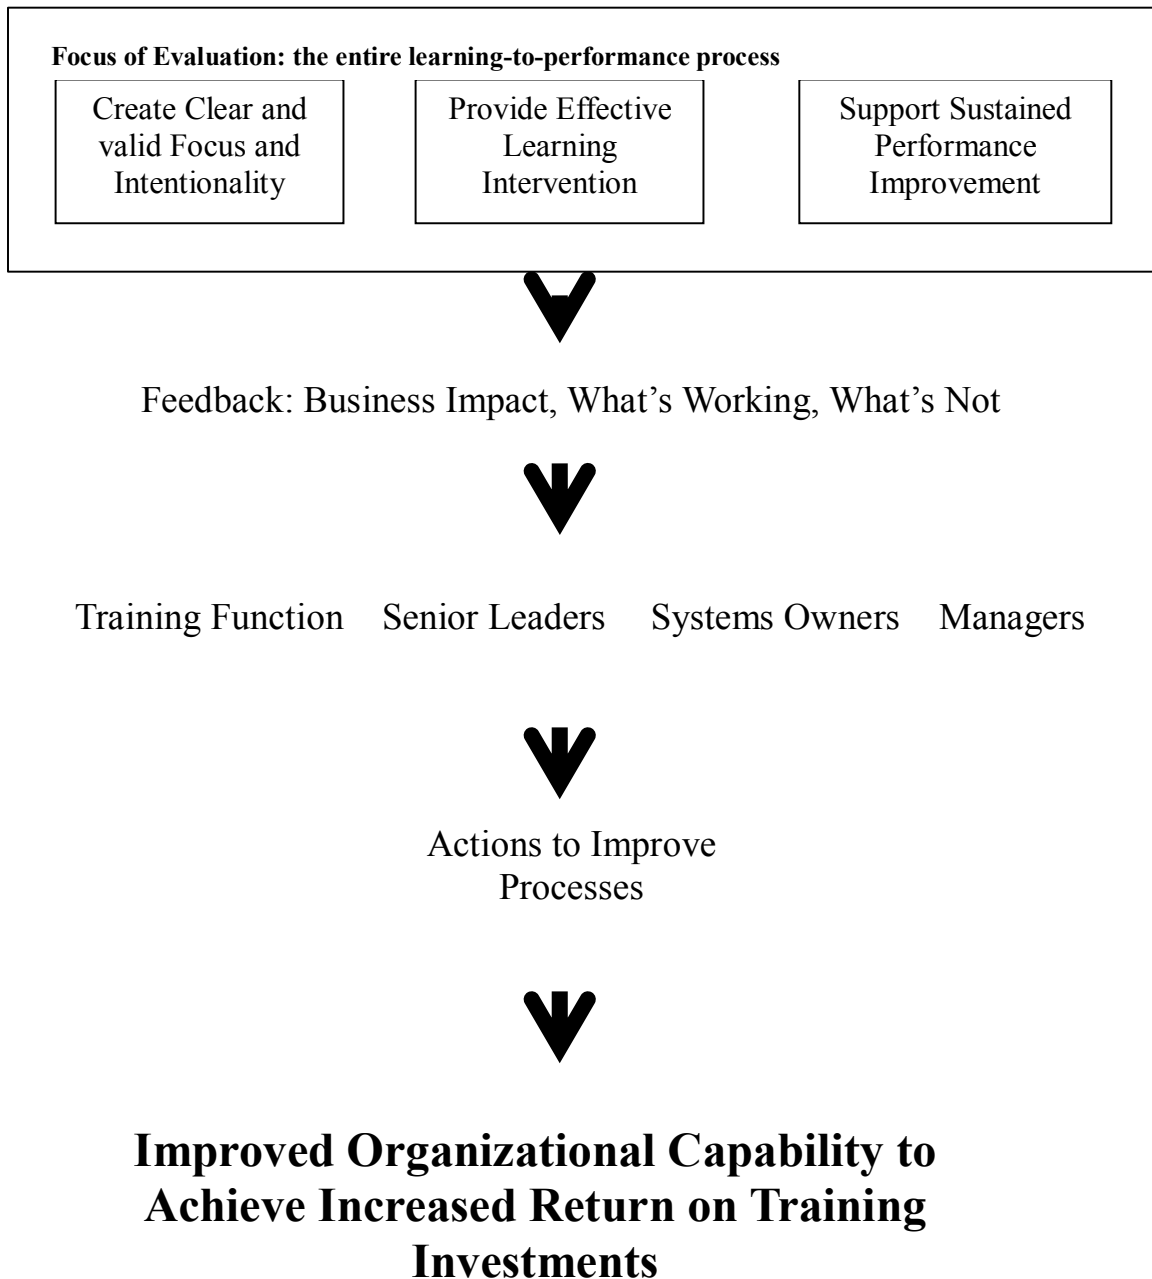 Focus of Evaluation: the entire learning-to-performance process
Create Clear and
valid Focus and
Intentionality
Provide Effective
Learning
Intervention
Support Sustained
Performance
Improvement
Feedback: Business Impact, What’s Working, What’s Not
Training Function Senior Leaders Systems Owners Managers
Actions to Improve
Processes
Improved Organizational Capability to
Achieve Increased Return on Training
Investments